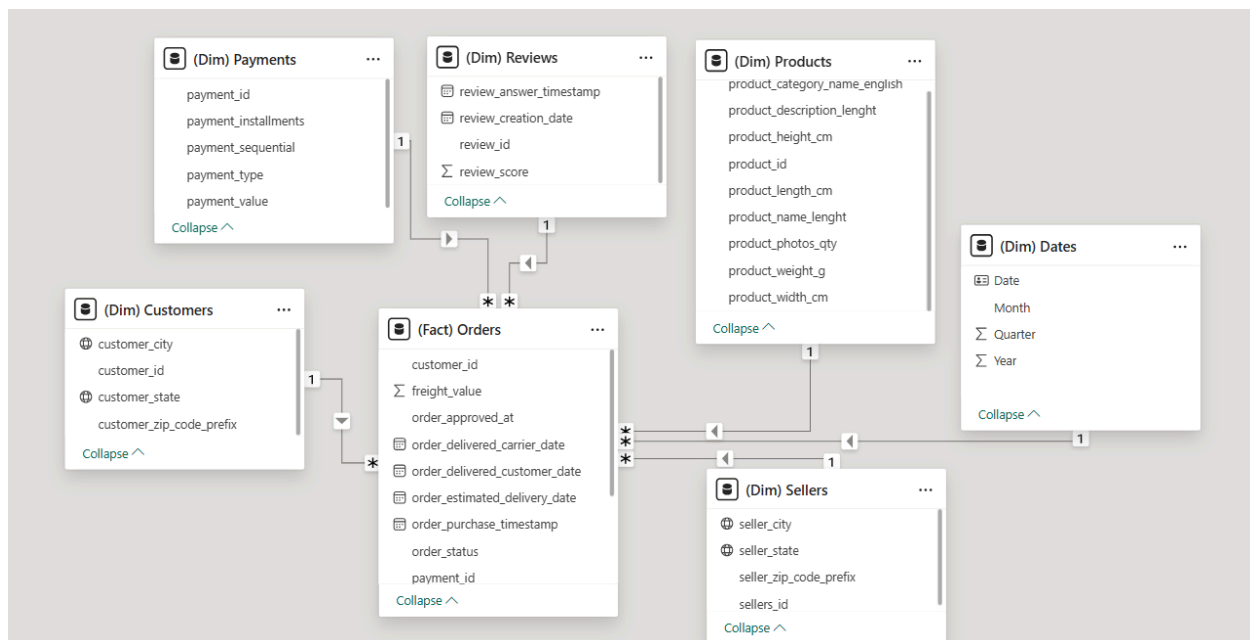 (Dim) Payments
payment_id
payment_installments
payment_sequential
payment_type
payment_value
Collapse
(Dim) Reviews
review_answer_timestamp
review_creation_date
review_id
review_score
Collapse
(Dim) Products
product_category_name_english
product_description_lenght
product_height_cm
product_id
product_length_cm
product_name_lenght
product_photos_qty
product_weight_g
product_width_cm
Collapse
(Dim) Dates
Date
Month
Quarter
Year
Collapse
(Dim) Customers
customer_city
customer_id
customer_state
customer_zip_code_prefix
Collapse
(Fact) Orders
customer_id
freight_value
order_approved_at
order_delivered_carrier_date
order_delivered_customer_date
order_estimated_delivery_date
order_purchase_timestamp
order_status
payment_id
Collapse
(Dim) Sellers
seller_city
seller_state
seller_zip_code_prefix
sellers_id
Collapse
1
1
1
1
1
1
*
*
*
*
*
*